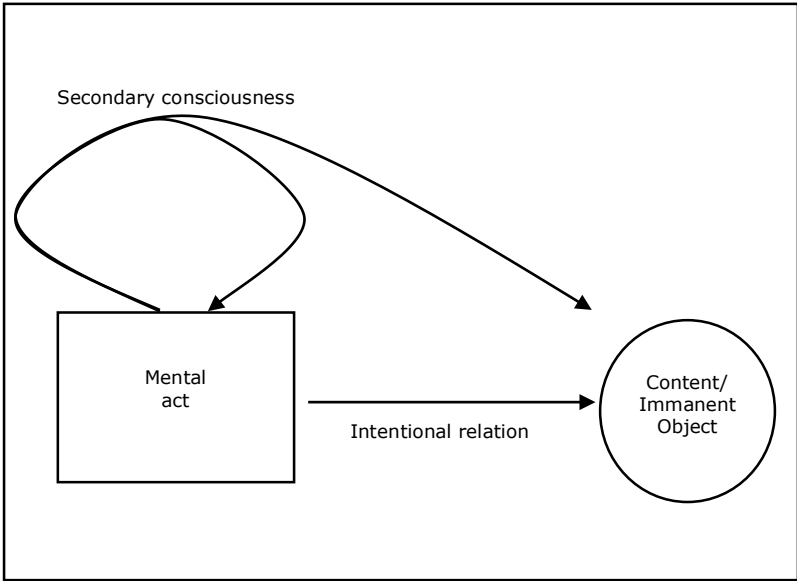 Secondary consciousness
Mental
act
Content/
Immanent
Object
Intentional relation